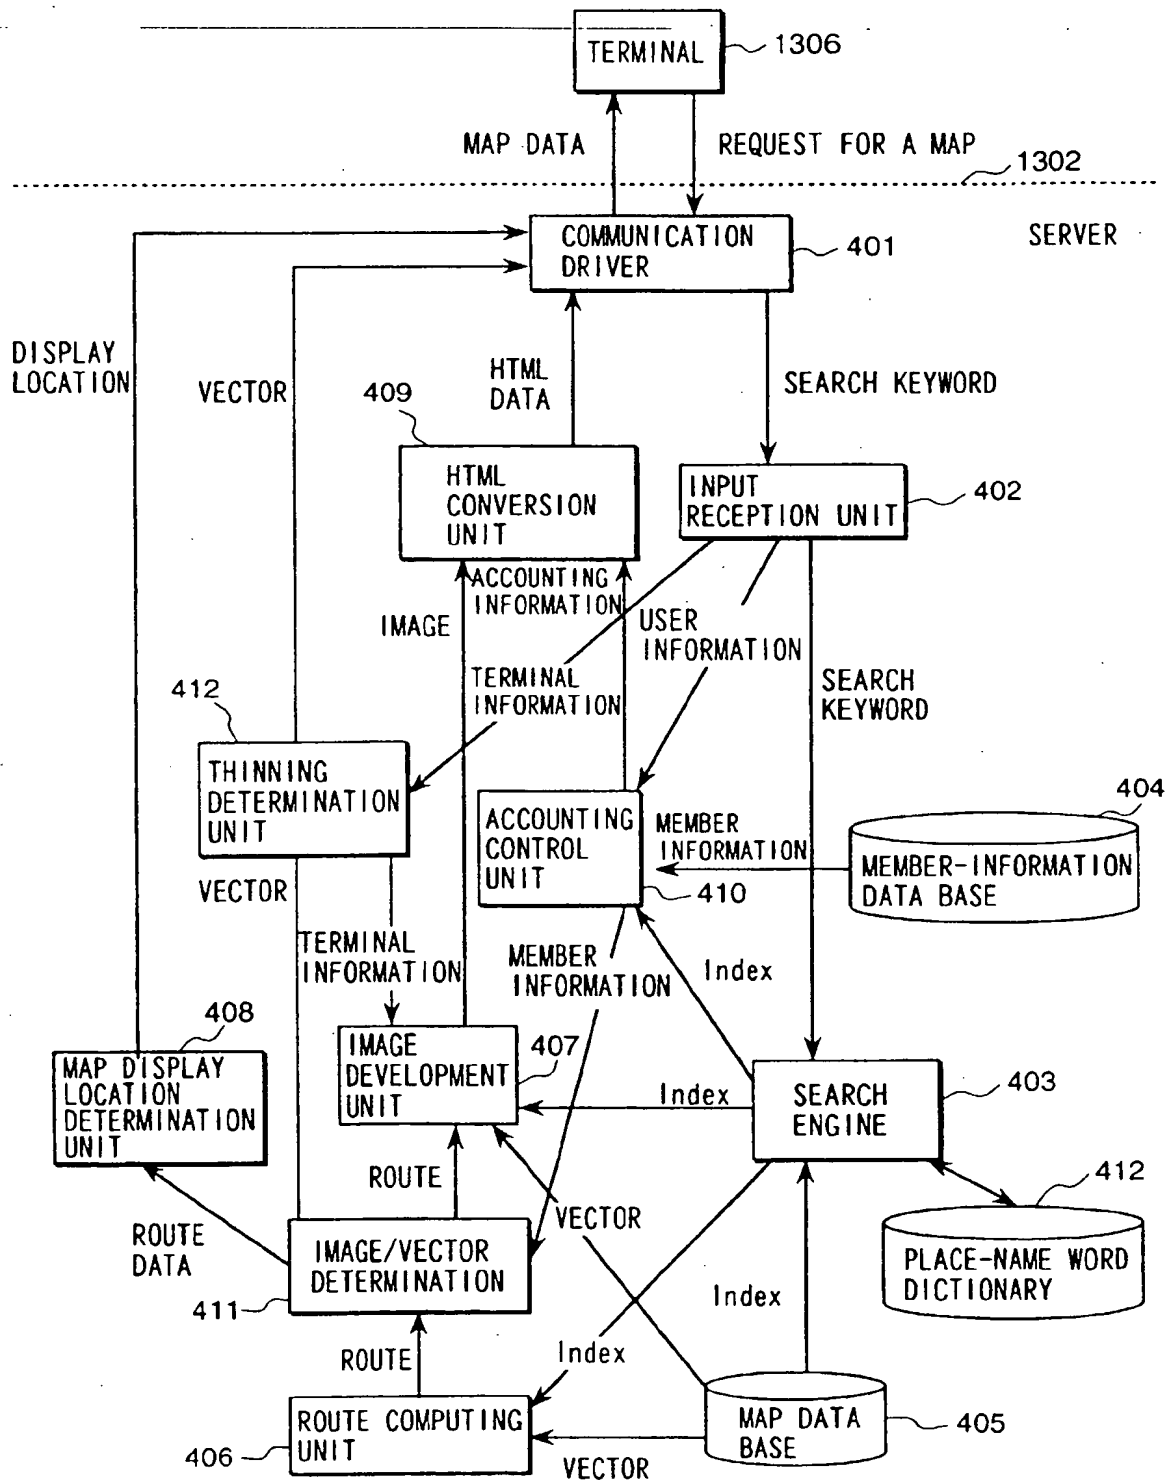 TERMINAL
1306
MAP DATA
REQUEST FOR A MAP
1302
SERVER
COMMUNICATION
DRIVER
401
DISPLAY
LOCATION
VECTOR
HTML
DATA
SEARCH KEYWORD
409
HTML
CONVERSION
UNIT
INPUT
RECEPTION UNIT
402
ACCOUNTING
INFORMATION
IMAGE
USER
INFORMATION
TERMINAL
INFORMATION
SEARCH
KEYWORD
412
THINNING
DETERMINATION
UNIT
ACCOUNTING
CONTROL
UNIT
410
MEMBER
INFORMATION
404
MEMBER-INFORMATION
DATA BASE
VECTOR
TERMINAL
INFORMATION
MEMBER
INFORMATION
Index
408
MAP DISPLAY
LOCATION
DETERMINATION
UNIT
IMAGE
DEVELOPMENT
UNIT
407
Index
SEARCH
ENGINE
403
ROUTE
412
PLACE-NAME WORD
DICTIONARY
ROUTE
DATA
VECTOR
IMAGE/VECTOR
DETERMINATION
411
Index
ROUTE
Index
ROUTE COMPUTING
UNIT
406
VECTOR
MAP DATA
BASE
405